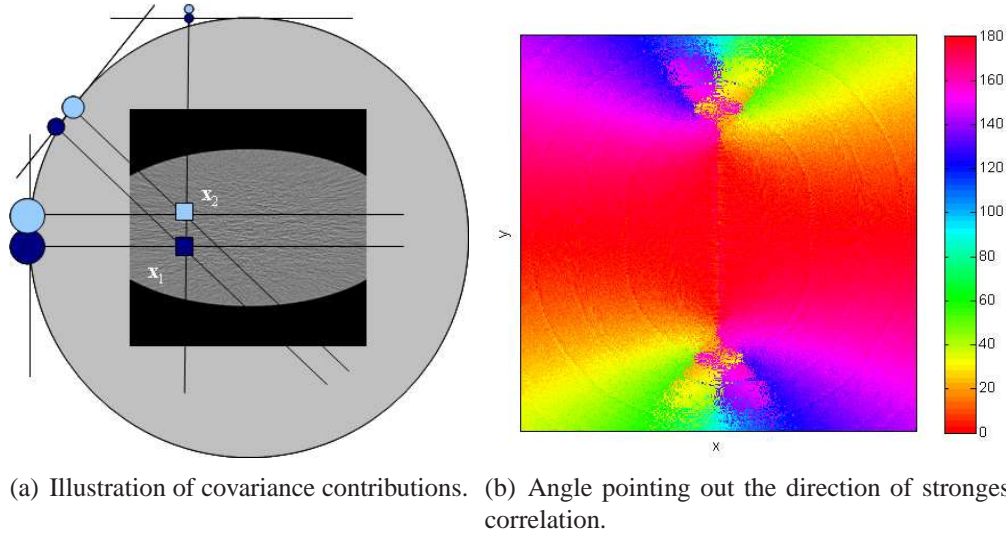 x₂
x₁
y
x
180
160
140
120
100
80
60
40
20
0
(a) Illustration of covariance contributions.
(b) Angle pointing out the direction of stronges
correlation.